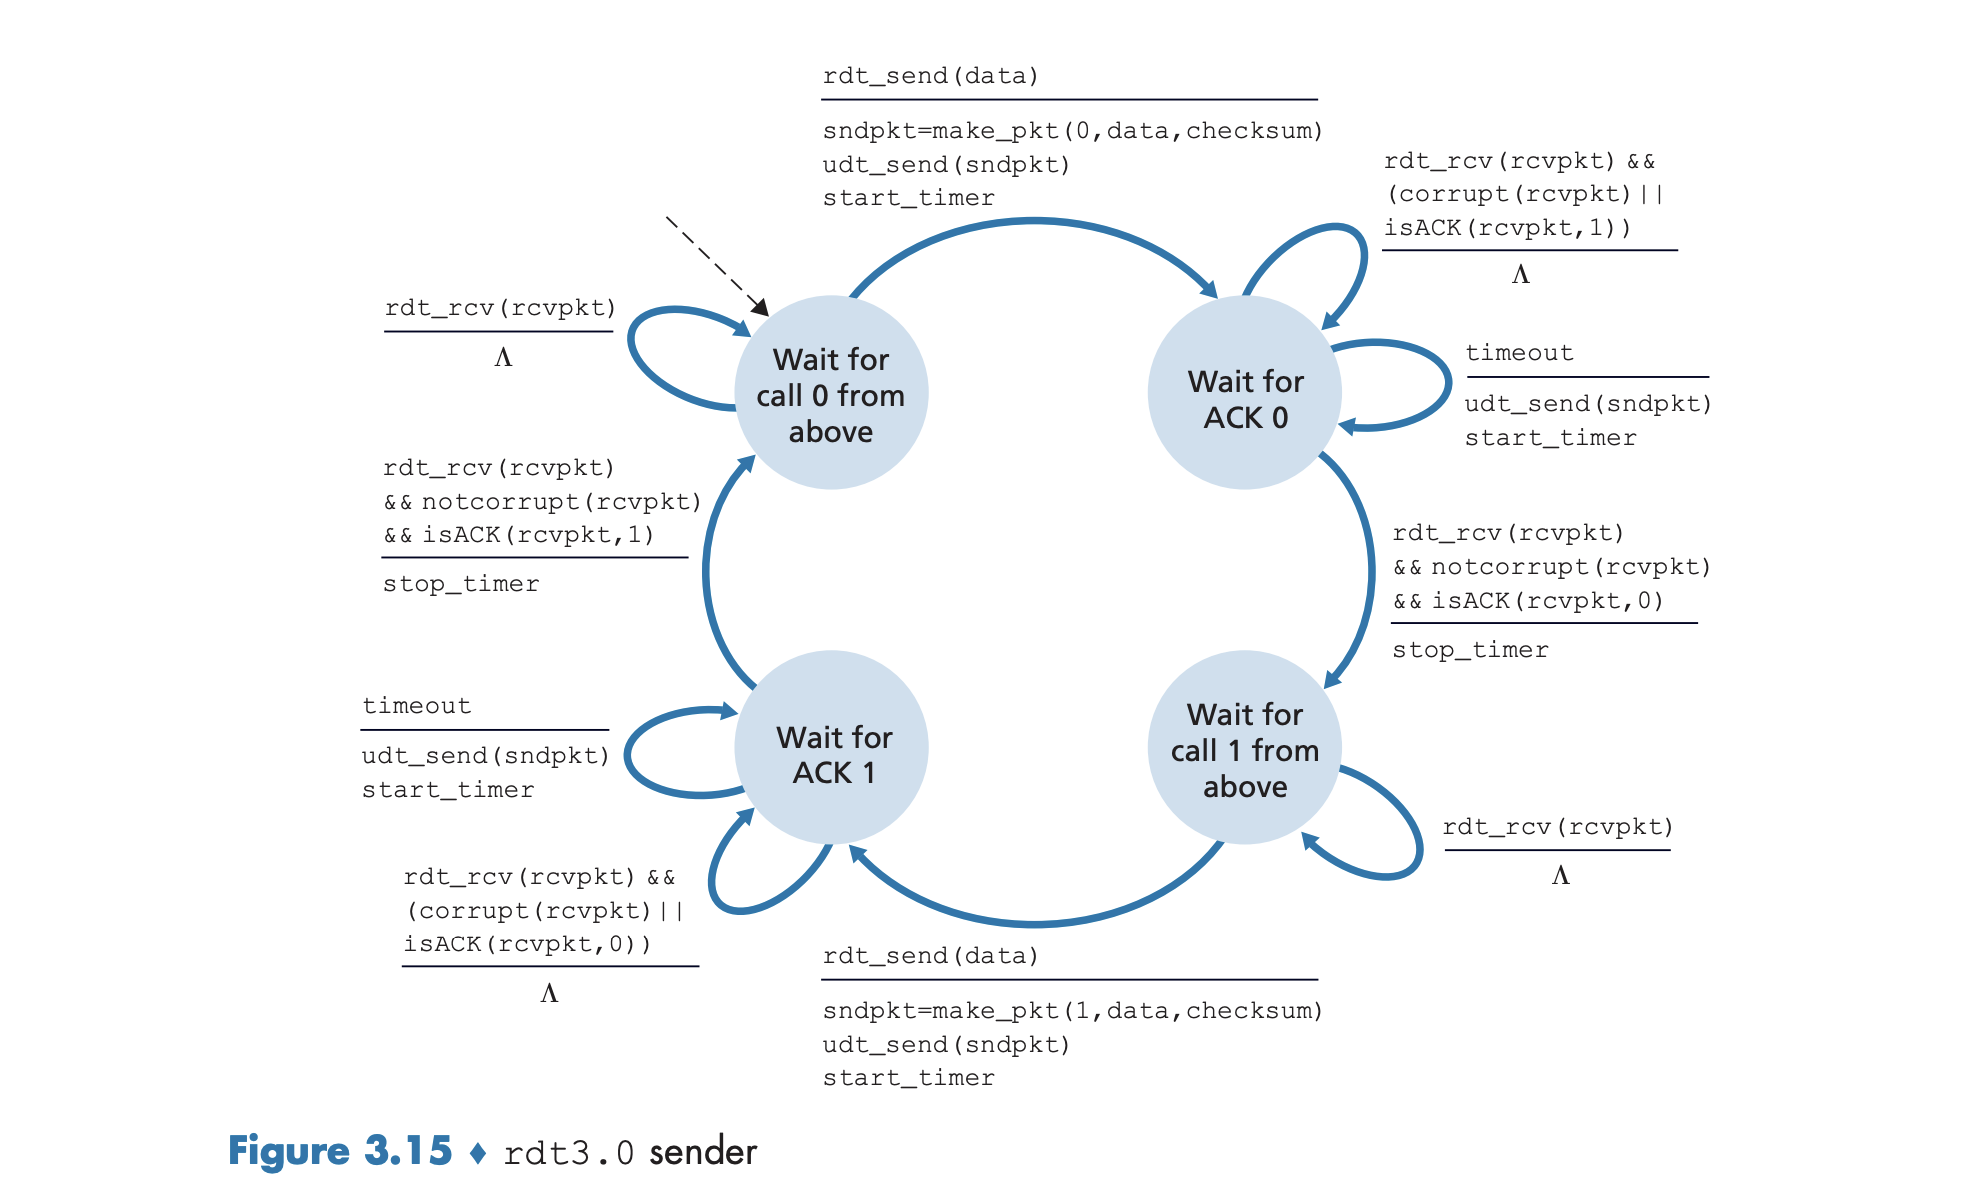 rdt_send(data)
sndpkt=make_pkt(0,data,checksum)
udt_send(sndpkt)
start_timer
rdt_rcv(rcvpkt) &&
(corrupt(rcvpkt)||
isACK(rcvpkt,1))
Λ
rdt_rcv(rcvpkt)
Λ
Wait for
call 0 from
above
Wait for
ACK 0
timeout
udt_send(sndpkt)
start_timer
rdt_rcv(rcvpkt)
&& notcorrupt(rcvpkt)
&& isACK(rcvpkt,1)
stop_timer
rdt_rcv(rcvpkt)
&& notcorrupt(rcvpkt)
&& isACK(rcvpkt,0)
stop_timer
timeout
udt_send(sndpkt)
start_timer
Wait for
ACK 1
Wait for
call 1 from
above
rdt_rcv(rcvpkt)
Λ
rdt_rcv(rcvpkt) &&
(corrupt(rcvpkt)||
isACK(rcvpkt,0))
Λ
rdt_send(data)
sndpkt=make_pkt(1,data,checksum)
udt_send(sndpkt)
start_timer
Figure 3.15 ♦ rdt3.0 sender